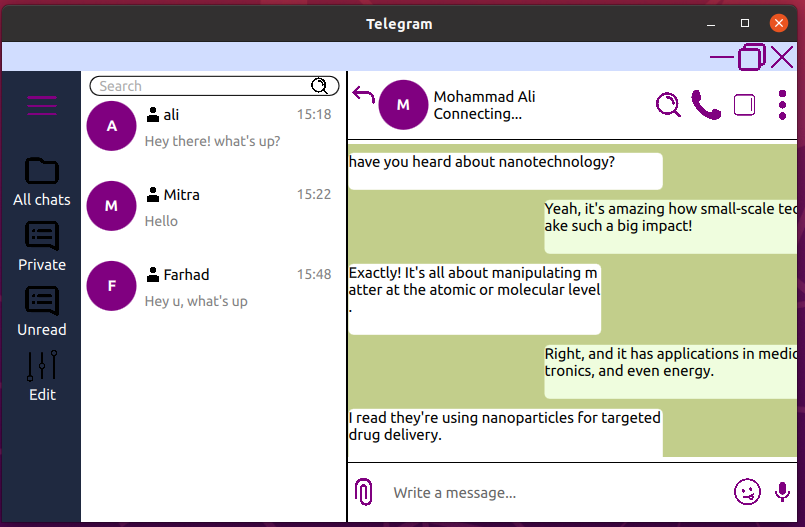 Telegram
Search
All chats
Private
Unread
Edit
A
ali
15:18
Hey there! what's up?
M
Mitra
15:22
Hello
F
Farhad
15:48
Hey u, what's up
M
Mohammad Ali
Connecting...
have you heard about nanotechnology?
Yeah, it's amazing how small-scale tec
ake such a big impact!
Exactly! It's all about manipulating m
atter at the atomic or molecular level
.
Right, and it has applications in medic
tronics, and even energy.
I read they're using nanoparticles for targeted
drug delivery.
Write a message...